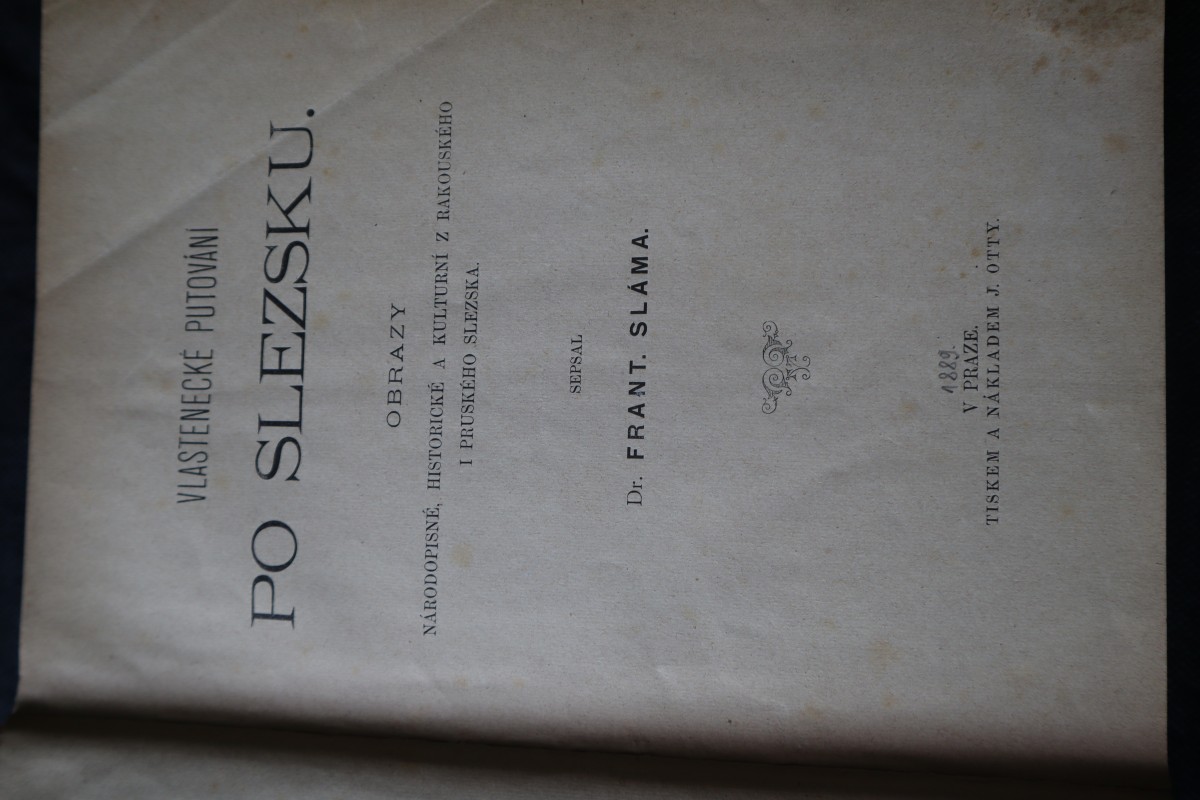 VLASTENECKÉ PUTOVÁNÍ
PO SLEZSKU.
OBRAZY
NÁRODOPISNÉ, HISTORICKÉ A KULTURNÍ Z RAKOUSKÉHO
I PRUSKÉHO SLEZSKA.
SEPSAL
Dr. FRANT. SLÁMA.
1889.
V PRAZE.
TISKEM A NÁKLADEM J. OTTY.